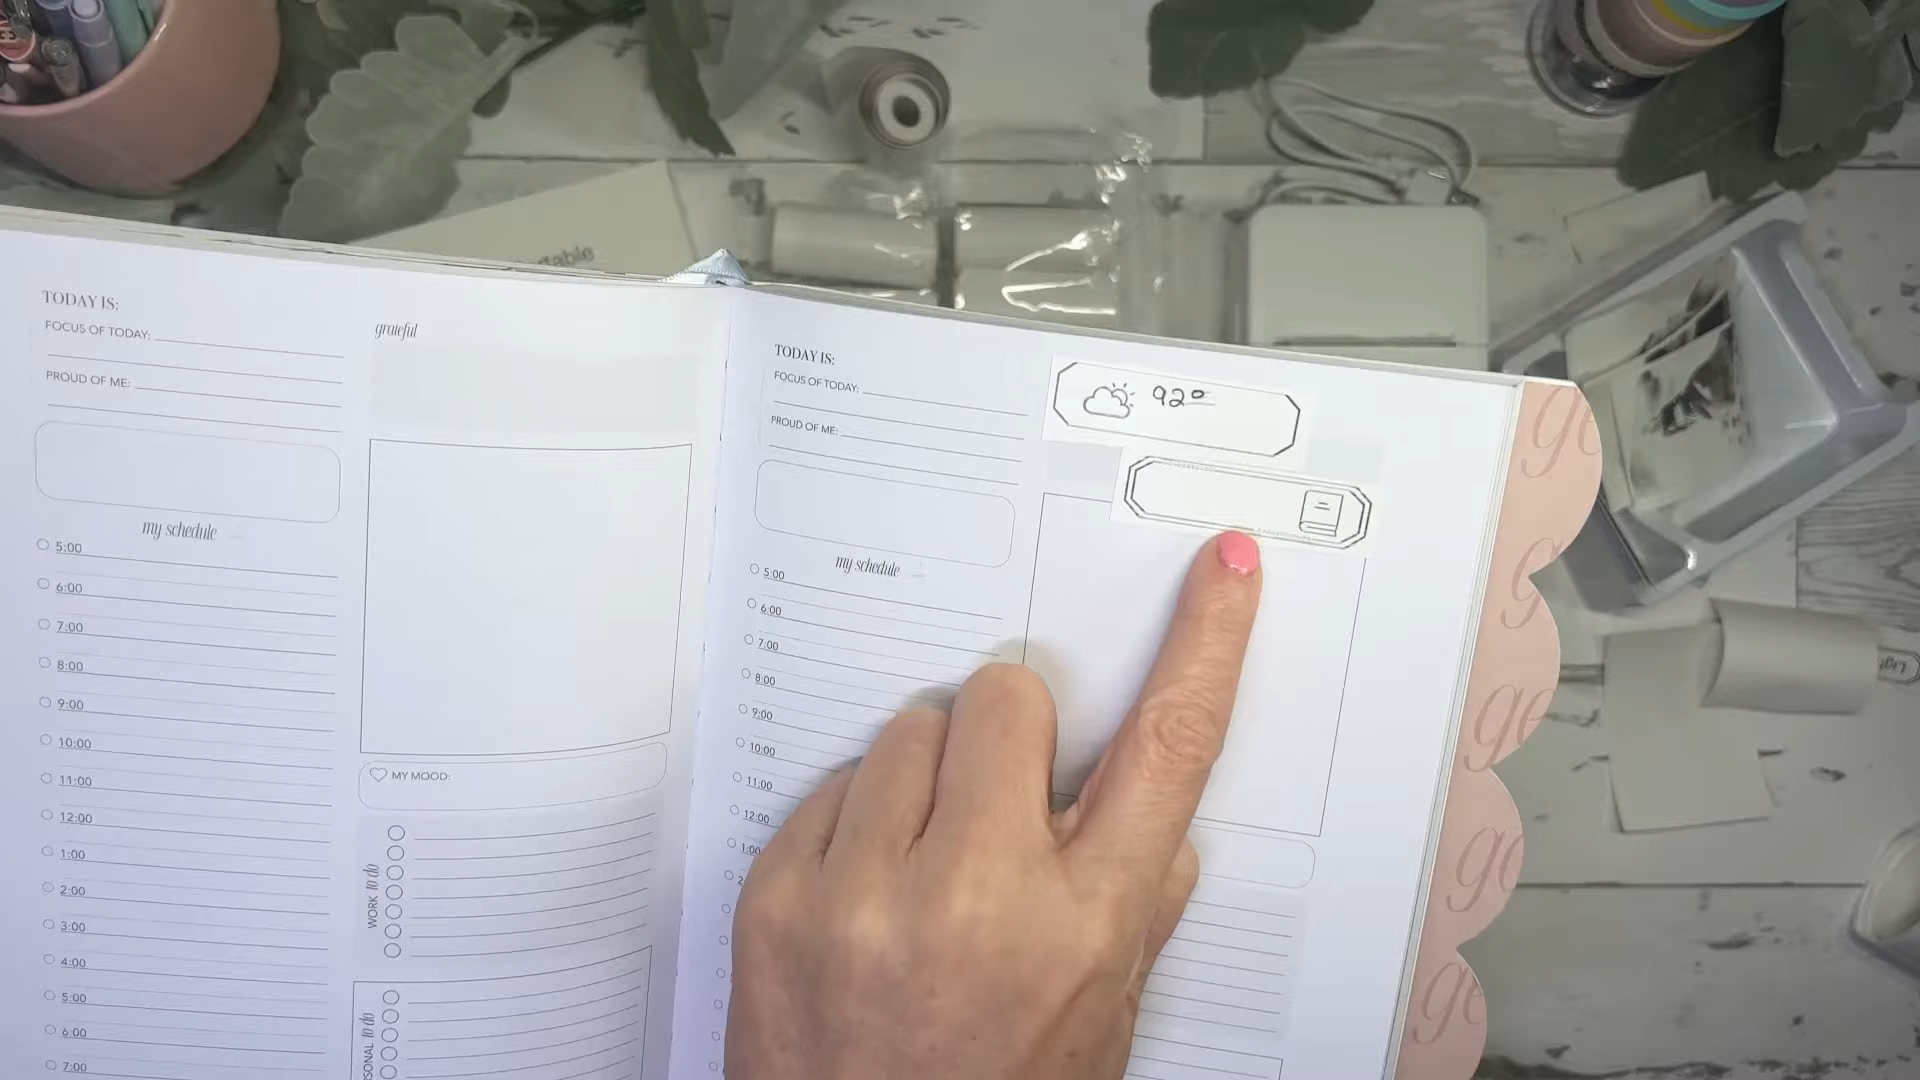 TODAY IS:
FOCUS OF TODAY:
PROUD OF ME:
my schedule
5:00
6:00
7:00
8:00
9:00
10:00
11:00
12:00
1:00
2:00
3:00
4:00
5:00
6:00
7:00
grateful
MY MOOD:
WORK to do
to do
TODAY IS:
FOCUS OF TODAY:
PROUD OF ME:
92°
my schedule
5:00
6:00
7:00
8:00
9:00
10:00
11:00
12:00
1:00